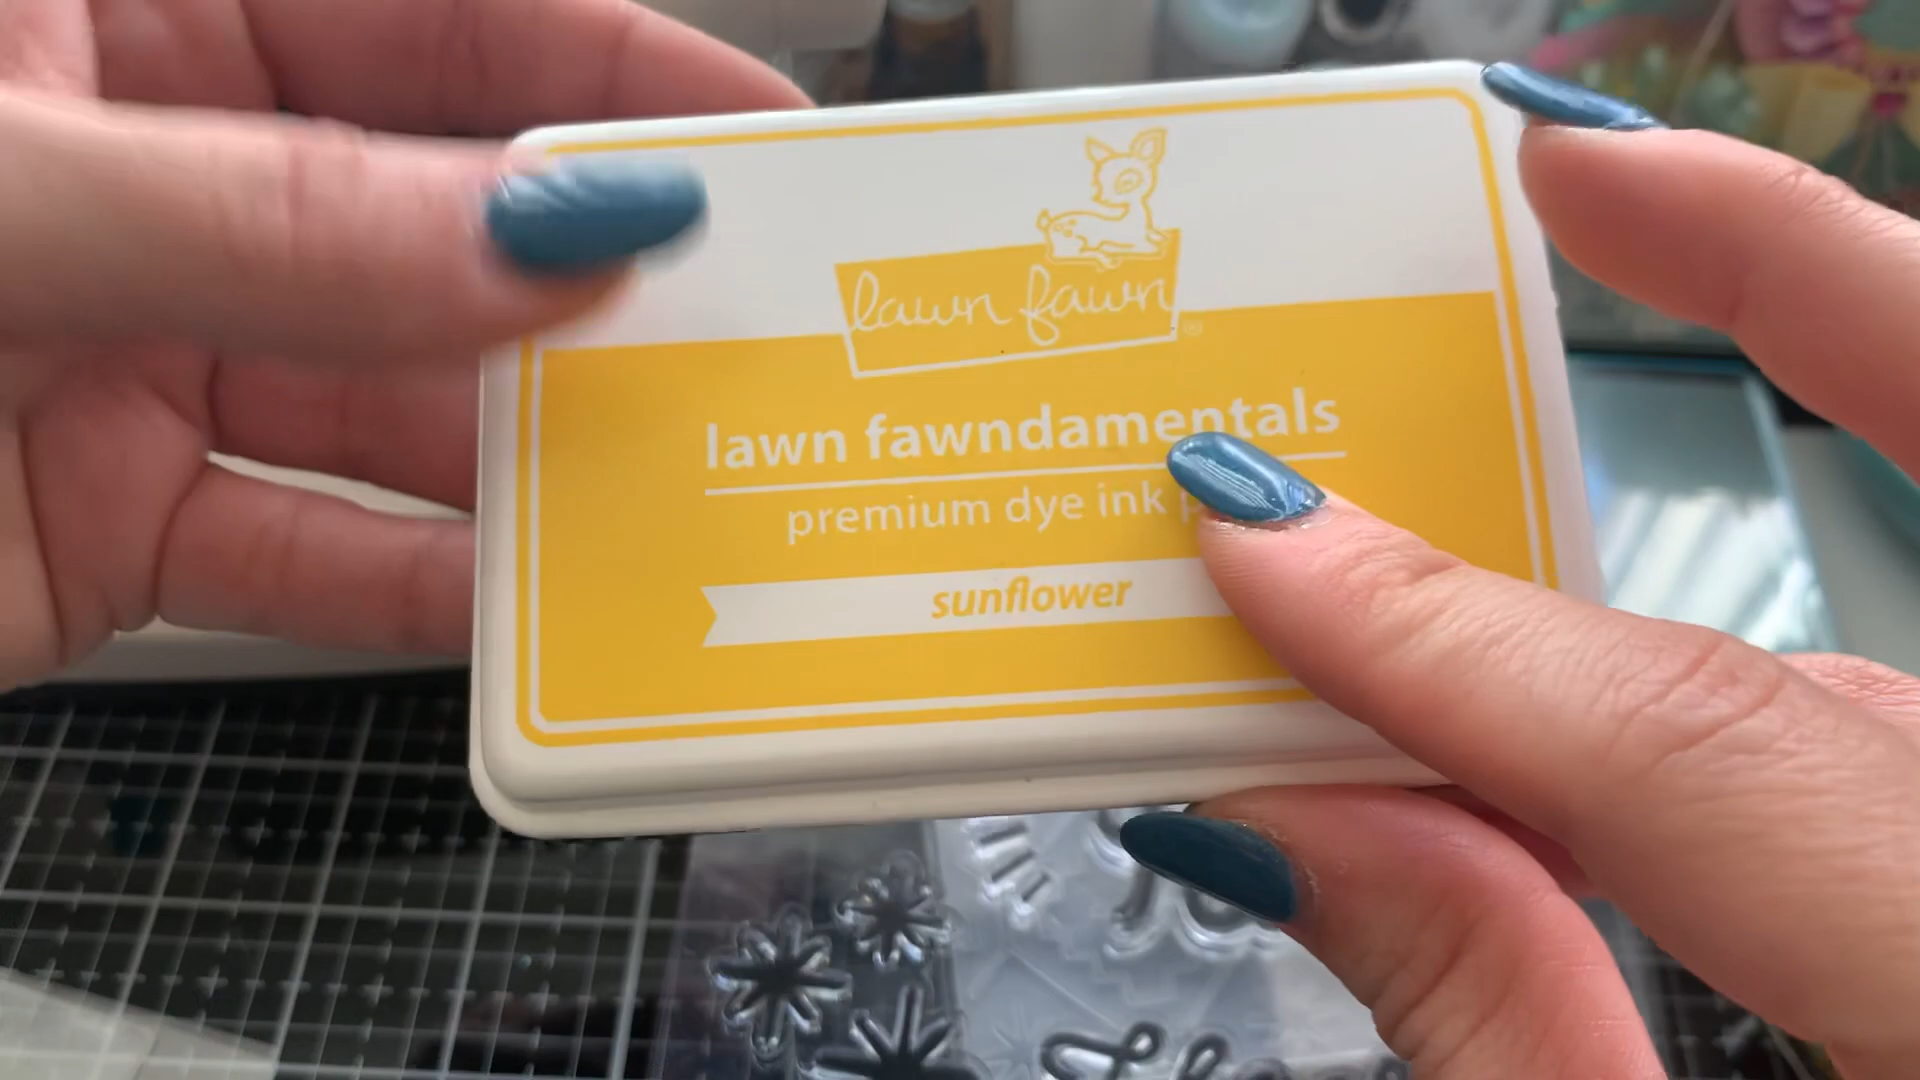 lawn fawn ®
lawn fawndamentals
premium dye ink
sunflower